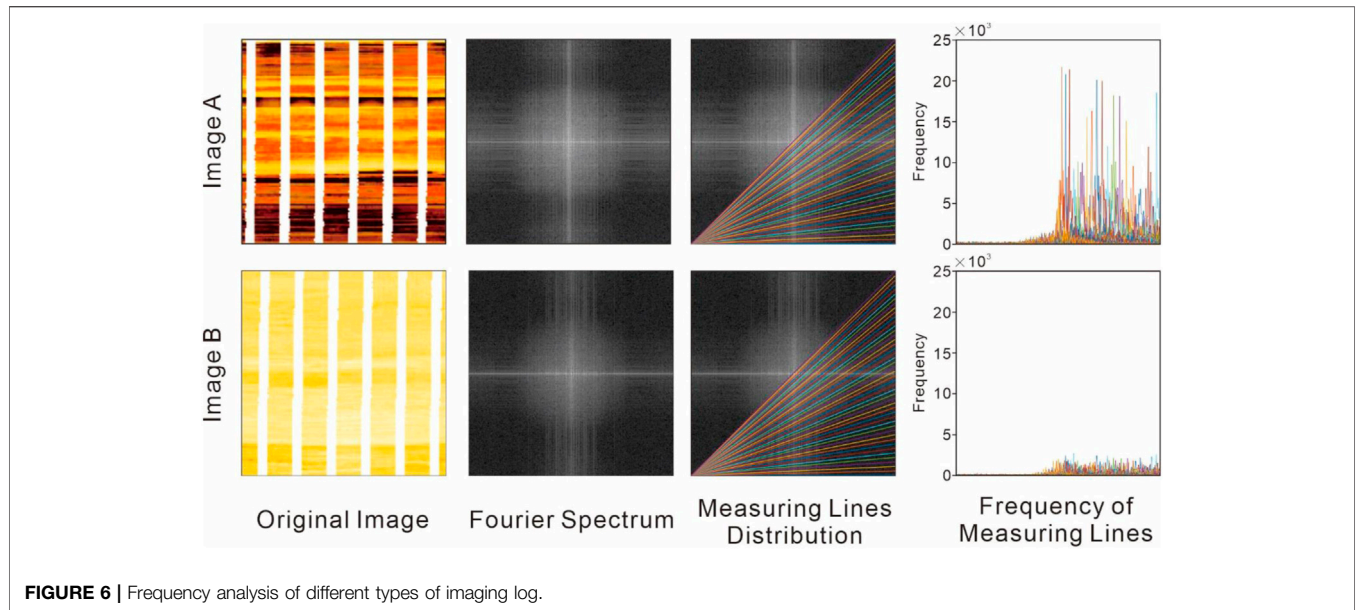 Image A
Frequency
×10³
25
20
15
10
5
0
Image B
Frequency
×10³
25
20
15
10
5
0
Original Image
Fourier Spectrum
Measuring Lines
Distribution
Frequency of
Measuring Lines
FIGURE 6 | Frequency analysis of different types of imaging log.